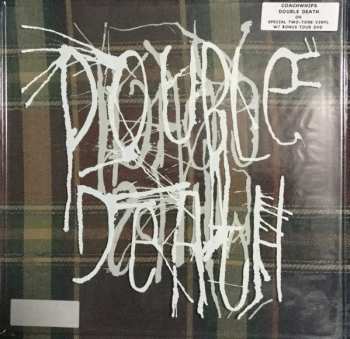 COACHWHIPS
DOUBLE DEATH
ON
SPECIAL TWO-TONE VINYL
W/ BONUS TOUR DVD
DOUBLE
DEATH